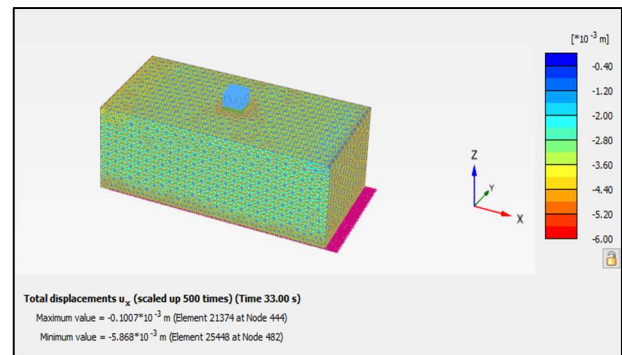 [*10⁻³ m]
-0.40
-1.20
-2.00
-2.80
-3.60
-4.40
-5.20
-6.00
Z
Y
X
Total displacements uₓ (scaled up 500 times) (Time 33.00 s)
Maximum value = -0.1007*10⁻³ m (Element 21374 at Node 444)
Minimum value = -5.868*10⁻³ m (Element 25448 at Node 482)